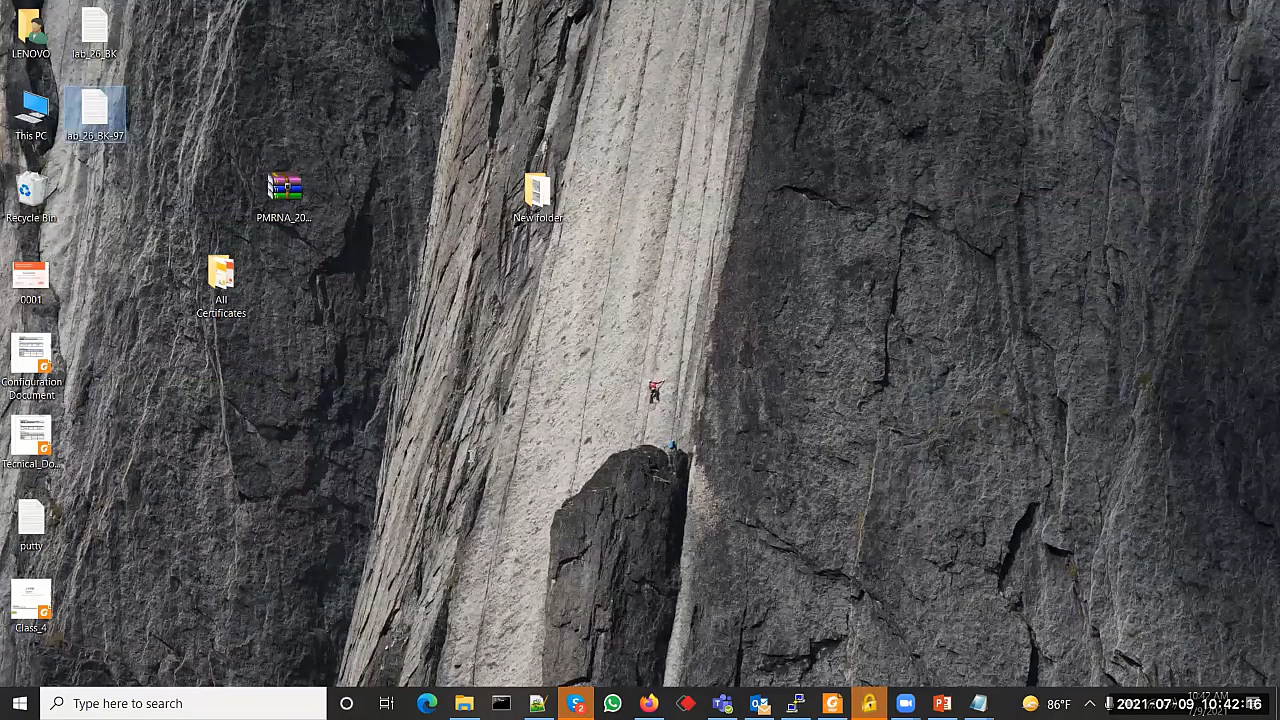 LENOVO
lab_26_BK
This PC
lab_26_BK-97
Recycle Bin
PMRNA_20...
New folder
0001
All
Certificates
Configuration
Document
Tecnical_Do...
putty
Class_4
Type here to search
86°F
2021-07-09 10:42:16